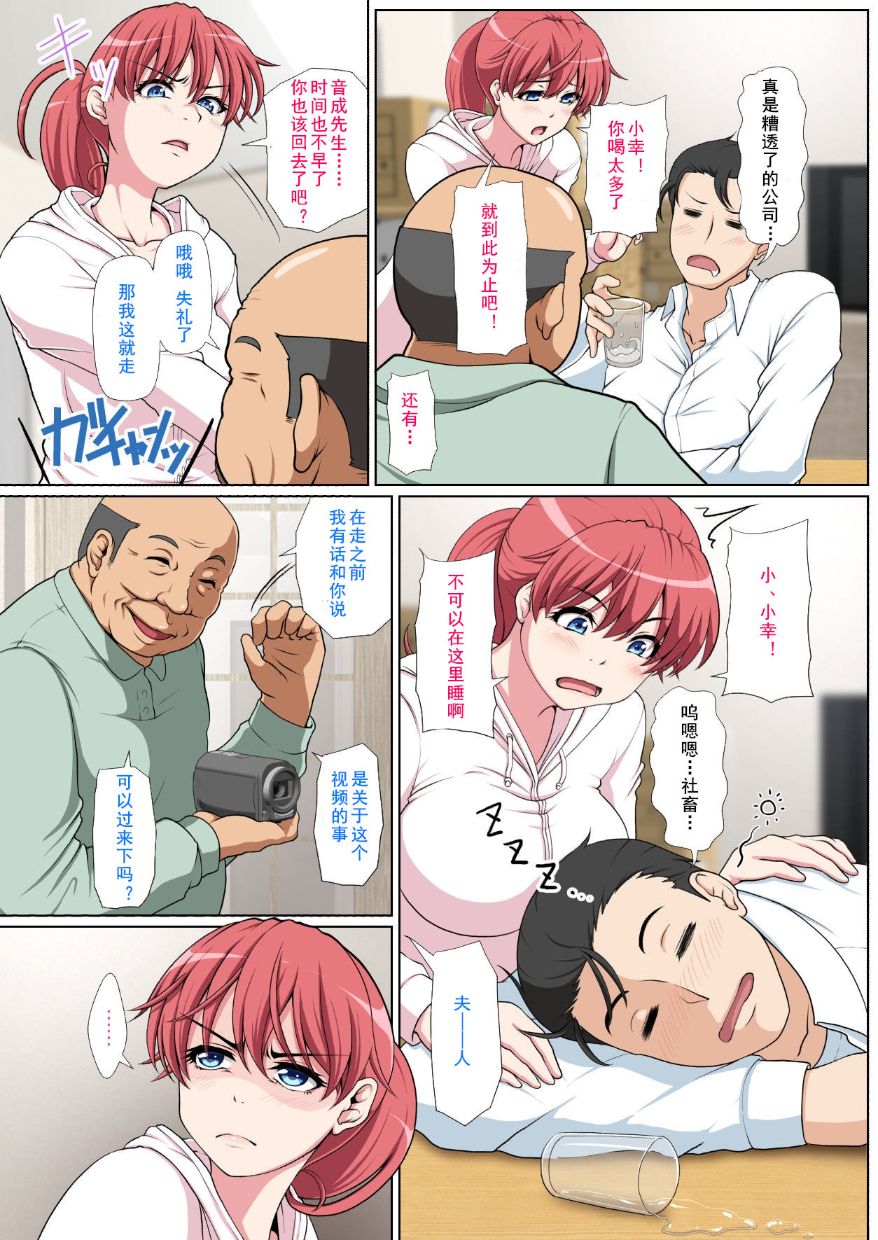 真是糟透了的公司…
小幸！
你喝太多了
就到此为止吧！
还有…
音成先生……
时间也不早了
你也该回去了吧？
哦哦 失礼了
那我这就走
キッ
ガチャンッ
小、小幸！
呜嗯嗯…社畜…
不可以在这里睡啊
Z
Z
Z
…
夫——人
在走之前
我有话和你说
是关于这个
视频的事
可以过来下吗？
……